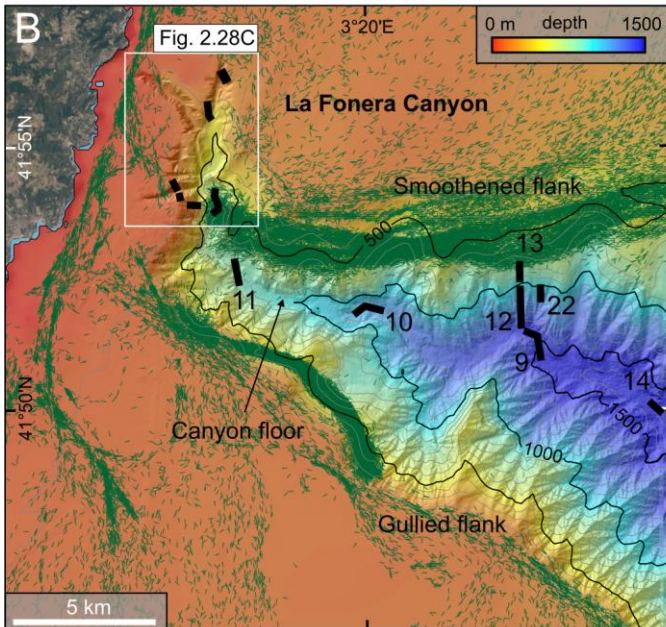 B
Fig. 2.28C
3°20'E
0 m depth 1500
La Fonera Canyon
41°55'N
Smoothened flank
500
13
11
10
12
22
9
14
41°50'N
Canyon floor
1500
1000
Gullied flank
5 km